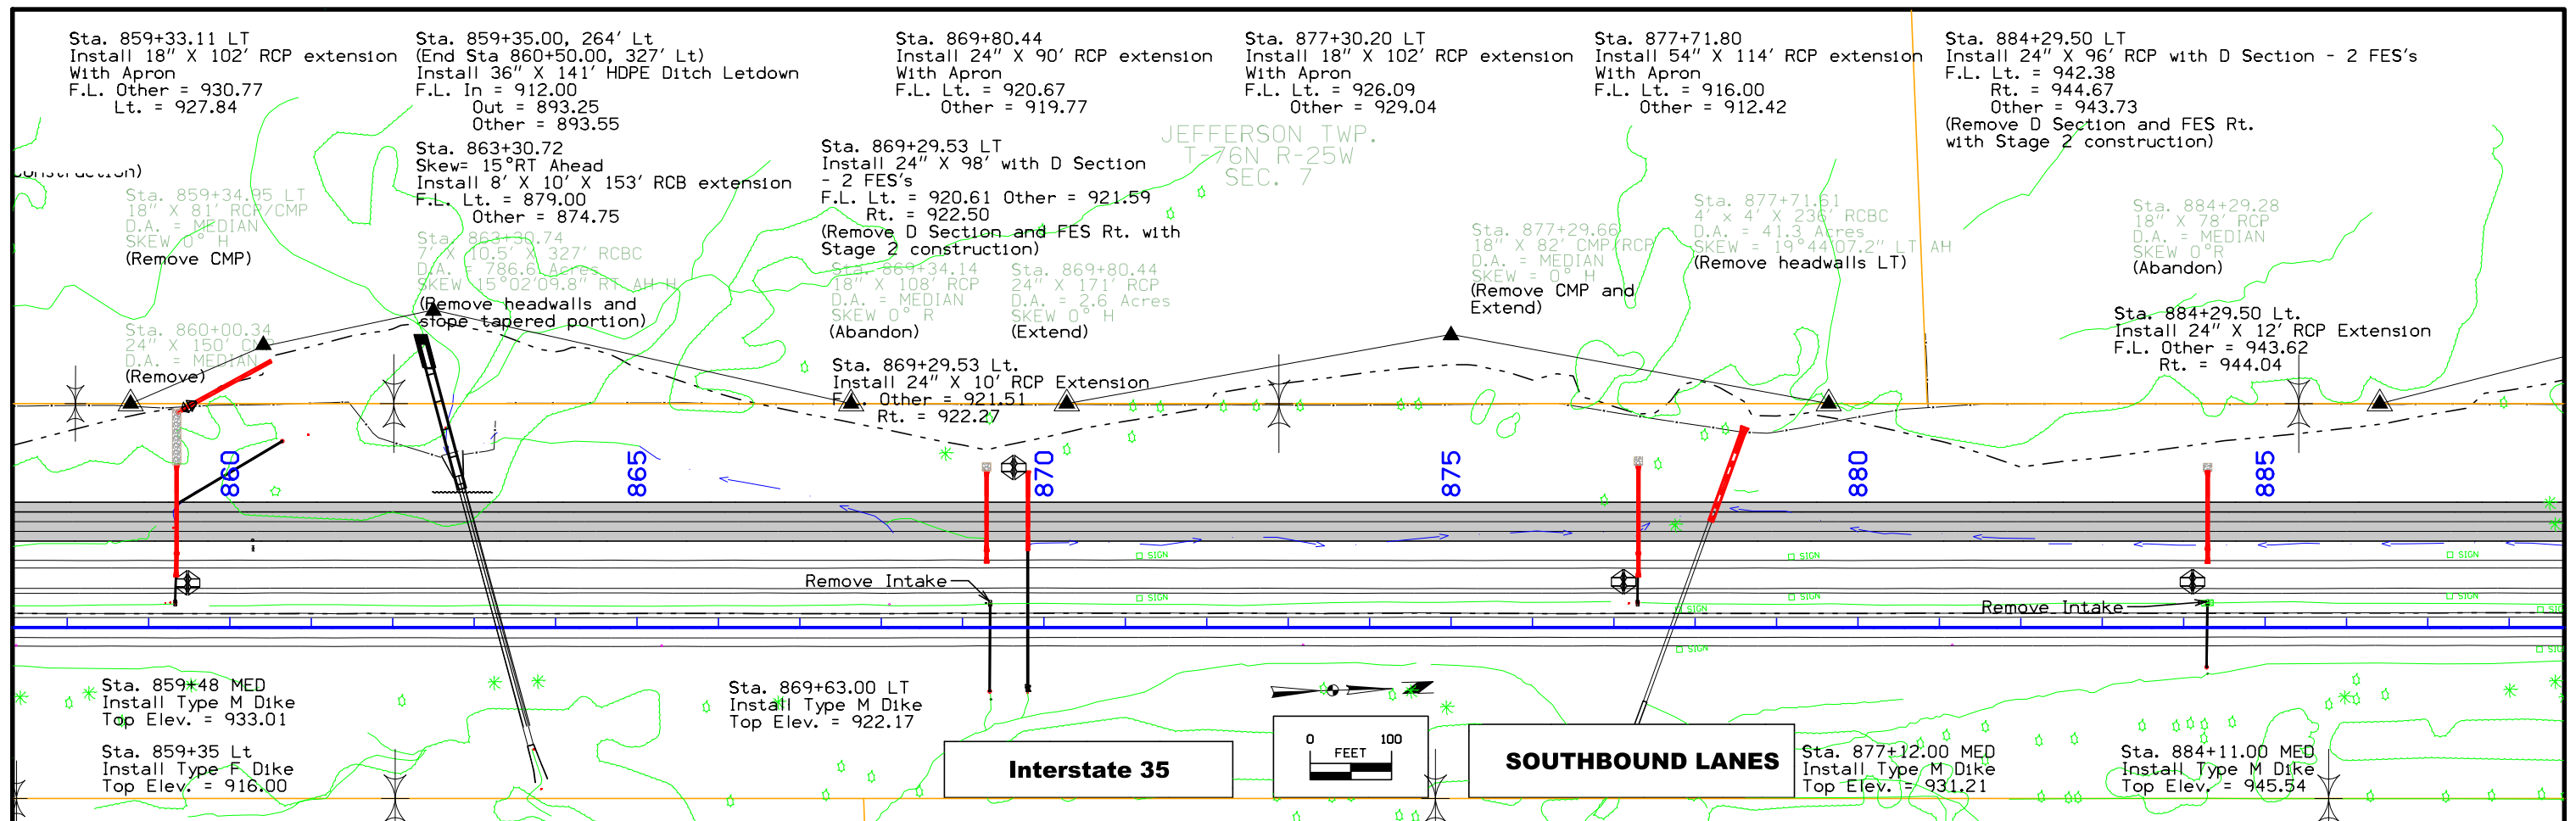 Sta. 859+33.11 LT
Install 18" X 102' RCP extension
With Apron
F.L. Other = 930.77
Lt. = 927.84
Sta. 859+35.00, 264' Lt
(End Sta 860+50.00, 327' Lt)
Install 36" X 141' HDPE Ditch Letdown
F.L. In = 912.00
Out = 893.25
Other = 893.55
Sta. 869+80.44
Install 24" X 90' RCP extension
With Apron
F.L. Lt. = 920.67
Other = 919.77
Sta. 877+30.20 LT
Install 18" X 102' RCP extension
With Apron
F.L. Lt. = 926.09
Other = 929.04
Sta. 877+71.80
Install 54" X 114' RCP extension
With Apron
F.L. Lt. = 916.00
Other = 912.42
Sta. 884+29.50 LT
Install 24" X 96' RCP with D Section - 2 FES's
F.L. Lt. = 942.38
Rt. = 944.67
Other = 943.73
(Remove D Section and FES Rt.
with Stage 2 construction)
construction)
Sta. 863+30.72
Skew= 15°RT Ahead
Install 8' X 10' X 153' RCB extension
F.L. Lt. = 879.00
Other = 874.75
Sta. 869+29.53 LT
Install 24" X 98' with D Section
- 2 FES's
F.L. Lt. = 920.61 Other = 921.59
Rt. = 922.50
(Remove D Section and FES Rt. with
Stage 2 construction)
JEFFERSON TWP.
T-76N R-25W
SEC. 7
Sta. 859+34.95 LT
18" X 81' RCP/CMP
D.A. = MEDIAN
SKEW 0° H
(Remove CMP)
Sta. 863+30.74
7' X 10.5' X 327' RCBC
D.A. = 786.6 Acres
SKEW 15°02'09.8" RT AH H
(Remove headwalls and
slope tapered portion)
Sta. 869+34.14
18" X 108' RCP
D.A. = MEDIAN
SKEW 0° R
(Abandon)
Sta. 869+80.44
24" X 171' RCP
D.A. = 2.6 Acres
SKEW 0° H
(Extend)
Sta. 877+29.66
18" X 82' CMP/RCP
D.A. = MEDIAN
SKEW = 0° H
(Remove CMP and
Extend)
Sta. 877+71.61
4' x 4' X 236' RCBC
D.A. = 41.3 Acres
SKEW = 19°44'07.2" LT AH
(Remove headwalls LT)
Sta. 884+29.28
18" X 78' RCP
D.A. = MEDIAN
SKEW 0°R
(Abandon)
Sta. 860+00.34
24" X 150' CMP
D.A. = MEDIAN
(Remove)
Sta. 869+29.53 Lt.
Install 24" X 10' RCP Extension
F.L. Other = 921.51
Rt. = 922.27
Sta. 884+29.50 Lt.
Install 24" X 12' RCP Extension
F.L. Other = 943.62
Rt. = 944.04
860
865
870
875
880
885
SIGN
SIGN
SIGN
Remove Intake
SIGN
SIGN
SIGN
SIGN
Remove Intake
SIGN
SIGN
SIGN
Sta. 859+48 MED
Install Type M Dike
Top Elev. = 933.01
Sta. 869+63.00 LT
Install Type M Dike
Top Elev. = 922.17
Sta. 859+35 Lt
Install Type F Dike
Top Elev. = 916.00
Interstate 35
0 100
FEET
SOUTHBOUND LANES
Sta. 877+12.00 MED
Install Type M Dike
Top Elev. = 931.21
Sta. 884+11.00 MED
Install Type M Dike
Top Elev. = 945.54